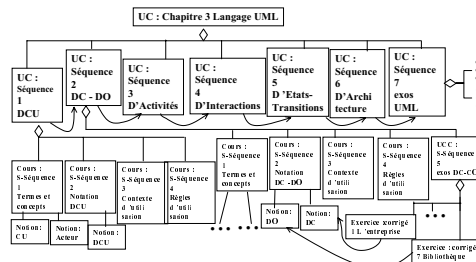 UC : Chapitre 3 Langage UML
UC :
Séquence
1
DCU
UC :
Séquence
2
DC - DO
UC :
Séquence
3
D'Activités
UC :
Séquence
4
D'Interactions
UC :
Séquence
5
D 'Etats-
Transitions
UC :
Séquence
6
D'Archi
tecture
UC :
Séquence
7
exos
UML
Cours :
S-Séquence
1
Termes et
concepts
Cours :
S-Séquence
2
Notation
DCU
Cours :
S-Séquence
3
Contexte
d 'utili
sation
Cours :
S-Séquence
4
Règles
d 'utili
sation
Cours :
S-Séquence
1
Termes et
concepts
Cours :
S-Séquence
2
Notation
DC -DO
Cours :
S-Séquence
3
Contexte
d 'utili
sation
Cours :
S-Séquence
4
Règles
d 'utili
sation
UCC :
S-Séquence
5
exos DC-CO
Notion:
CU
Notion:
Acteur
Notion:
DCU
Notion:
DO
Notion:
DC
Exercice :corrigé
1 L 'entreprise
Exercice :corrigé
7 Bibliothèque